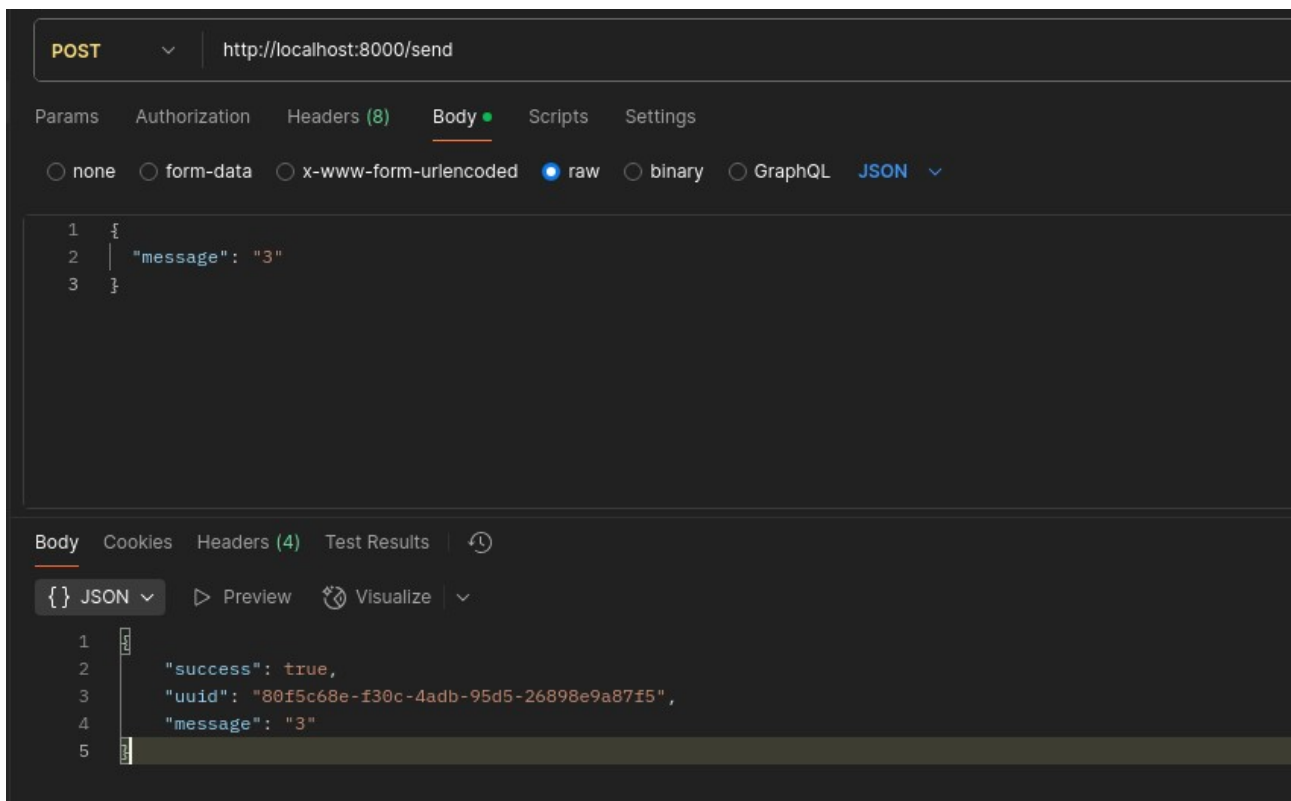 POST http://localhost:8000/send
Params Authorization Headers (8) Body Scripts Settings
none form-data x-www-form-urlencoded raw binary GraphQL JSON
1 {
2 "message": "3"
3 }
Body Cookies Headers (4) Test Results
{} JSON Preview Visualize
1 {
2 "success": true,
3 "uuid": "80f5c68e-f30c-4adb-95d5-26898e9a87f5",
4 "message": "3"
5 }